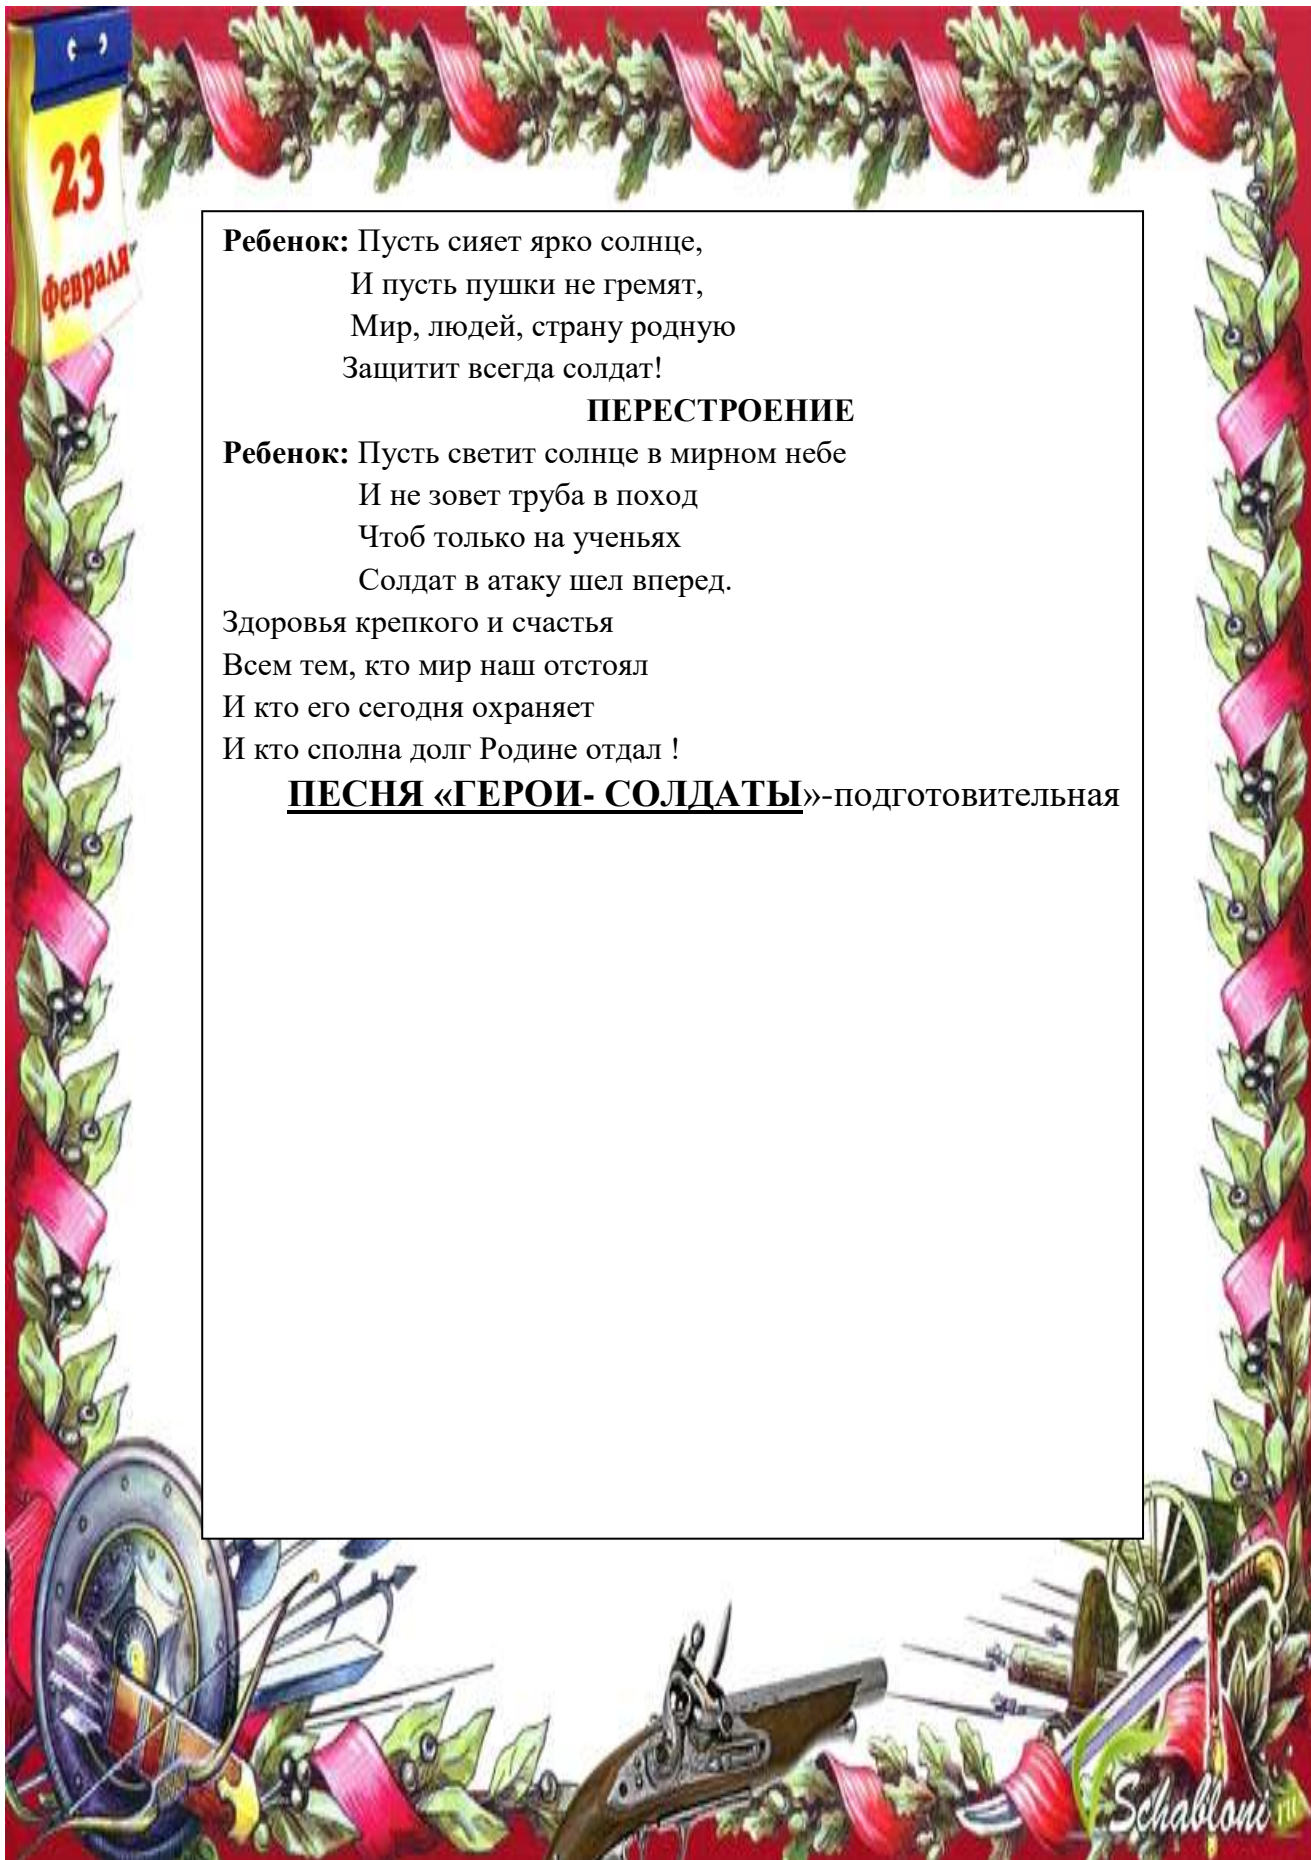 23
февраля
Ребенок: Пусть сияет ярко солнце,
И пусть пушки не гремят,
Мир, людей, страну родную
Защитит всегда солдат!
ПЕРЕСТРОЕНИЕ
Ребенок: Пусть светит солнце в мирном небе
И не зовет труба в поход
Чтоб только на ученьях
Солдат в атаку шел вперед.
Здоровья крепкого и счастья
Всем тем, кто мир наш отстоял
И кто его сегодня охраняет
И кто сполна долг Родине отдал !
ПЕСНЯ «ГЕРОИ- СОЛДАТЫ»-подготовительная
Schabloni.ru